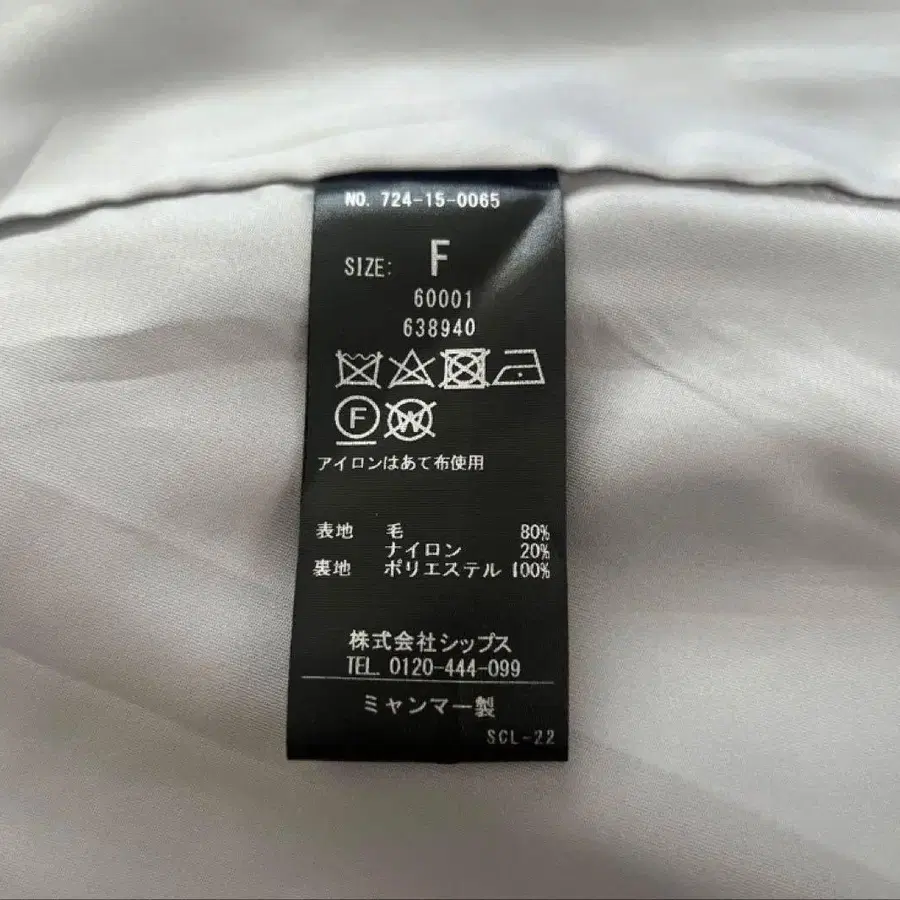 NO. 724-15-0065
SIZE: F
60001
638940
F W
アイロンはあて布使用
表地 毛 80%
ナイロン 20%
裏地 ポリエステル 100%
株式会社シップス
TEL. 0120-444-099
ミャンマー製
SCL-22